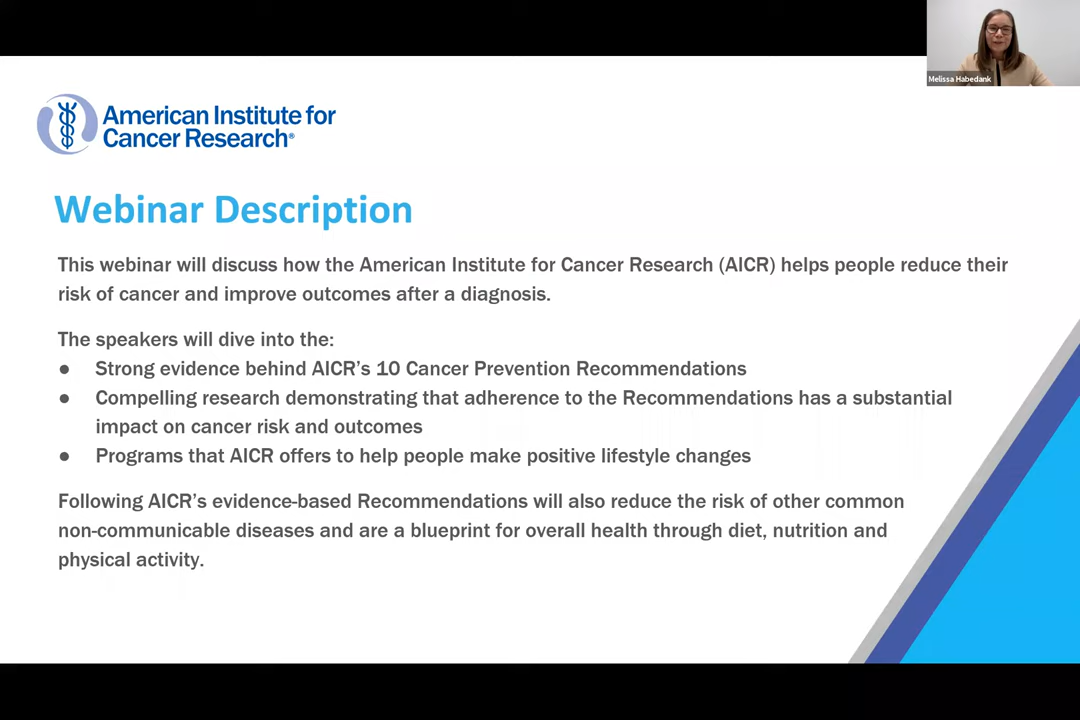 Melissa Habedank
American Institute for
Cancer Research®
Webinar Description
This webinar will discuss how the American Institute for Cancer Research (AICR) helps people reduce their
risk of cancer and improve outcomes after a diagnosis.
The speakers will dive into the:
● Strong evidence behind AICR’s 10 Cancer Prevention Recommendations
● Compelling research demonstrating that adherence to the Recommendations has a substantial
impact on cancer risk and outcomes
● Programs that AICR offers to help people make positive lifestyle changes
Following AICR’s evidence-based Recommendations will also reduce the risk of other common
non-communicable diseases and are a blueprint for overall health through diet, nutrition and
physical activity.